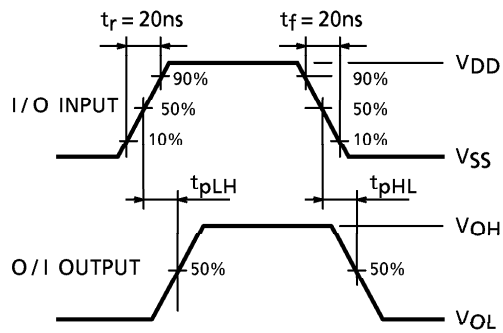 tr = 20ns
tf = 20ns
VDD
90%
90%
I/O INPUT
50%
50%
10%
10%
VSS
tpLH
tpHL
VOH
O/I OUTPUT
50%
50%
VOL